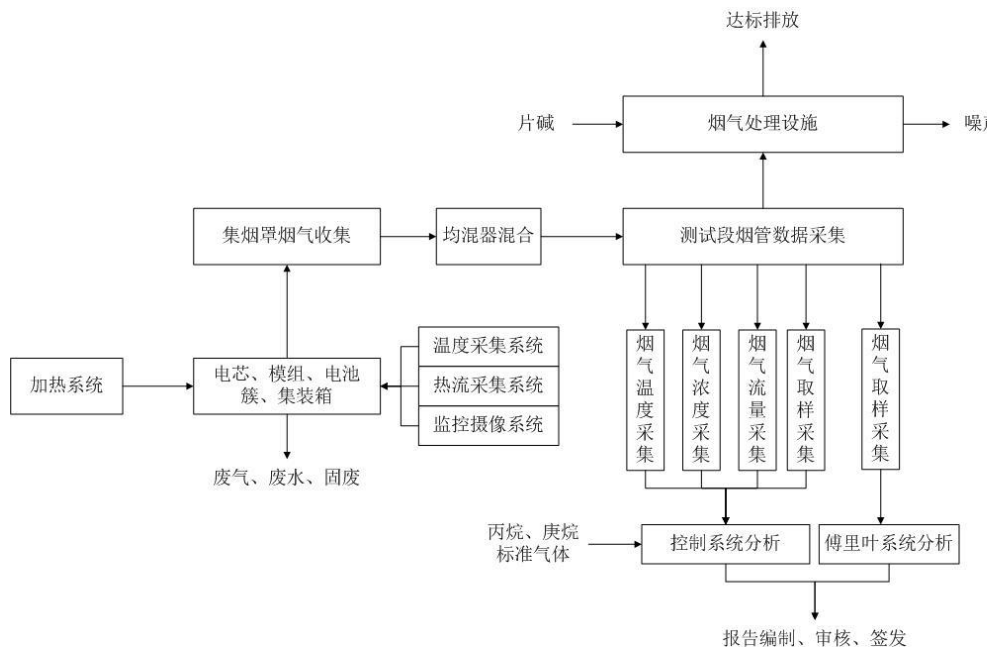 达标排放
片碱
烟气处理设施
噪声
集烟罩烟气收集
均混器混合
测试段烟管数据采集
加热系统
电芯、模组、电池
簇、集装箱
温度采集系统
热流采集系统
监控摄像系统
烟气温度采集
烟气浓度采集
烟气流量采集
烟气取样采集
烟气取样采集
废气、废水、固废
丙烷、庚烷
标准气体
控制系统分析
傅里叶系统分析
报告编制、审核、签发